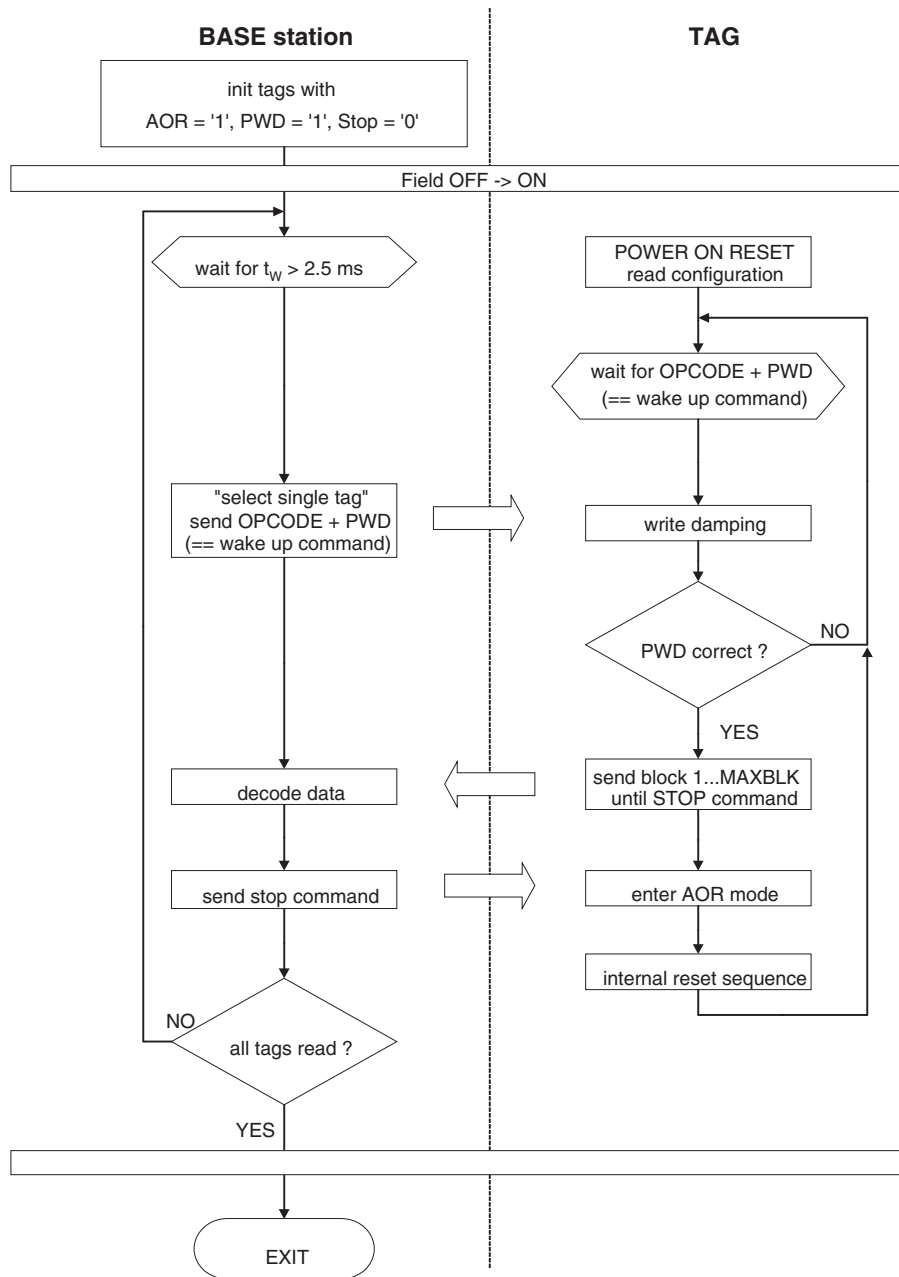 BASE station
TAG
init tags with
AOR = '1', PWD = '1', Stop = '0'
Field OFF -> ON
wait for tW > 2.5 ms
POWER ON RESET
read configuration
wait for OPCODE + PWD
(== wake up command)
"select single tag"
send OPCODE + PWD
(== wake up command)
write damping
PWD correct ?
NO
YES
send block 1...MAXBLK
until STOP command
decode data
send stop command
enter AOR mode
internal reset sequence
NO
all tags read ?
YES
EXIT